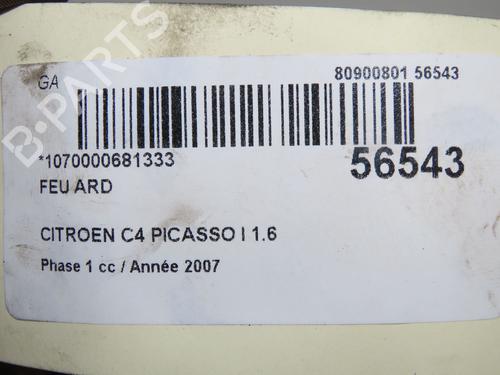 GA
80900801 56543
*1070000681333
56543
FEU ARD
CITROEN C4 PICASSO I 1.6
Phase 1 cc / Année 2007
B-PARTS